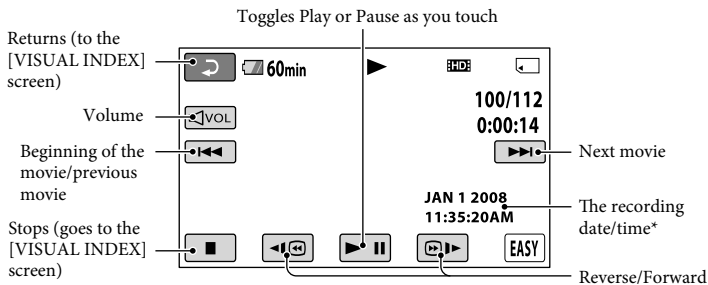 Toggles Play or Pause as you touch
Returns (to the
[VISUAL INDEX]
screen)
60min
HD
100/112
0:00:14
Volume
VOL
Beginning of the
movie/previous
movie
Next movie
JAN 1 2008
11:35:20AM
The recording
date/time*
Stops (goes to the
[VISUAL INDEX]
screen)
EASY
Reverse/Forward